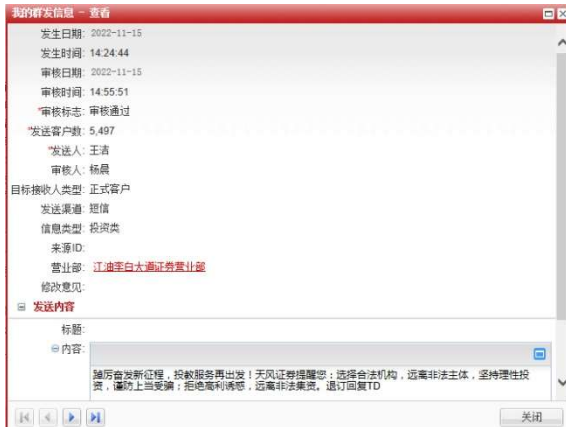 我的群发信息 - 查看
发生日期: 2022-11-15
发生时间: 14:24:44
审核日期: 2022-11-15
审核时间: 14:55:51
*审核标志: 审核通过
*发送客户数: 5,497
*发送人: 王洁
审核人: 杨晨
目标接收人类型: 正式客户
发送渠道: 短信
信息类型: 投资类
来源ID:
营业部: 江油李白大道证券营业部
修改意见:
发送内容
标题:
内容:
踔厉奋发新征程，投教服务再出发！天风证券提醒您：选择合法机构，远离非法主体，坚持理性投
资，谨防上当受骗；拒绝高利诱惑，远离非法集资。退订回复TD
关闭